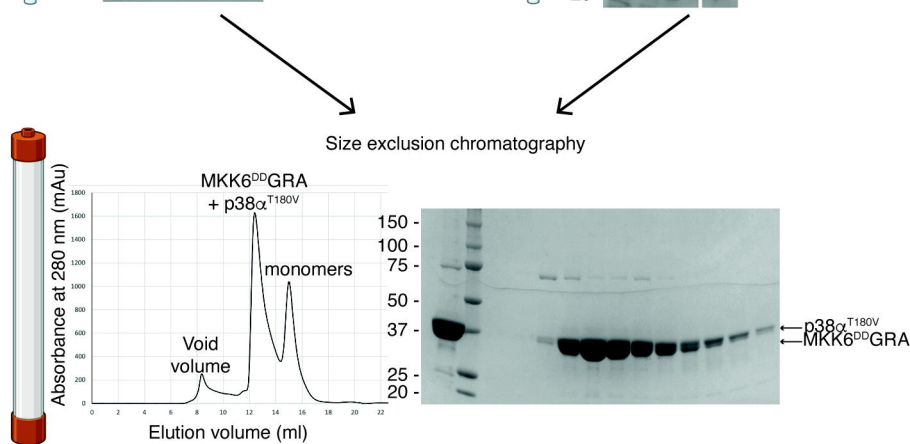 Size exclusion chromatography
MKK6ᴰᴰGRA
+ p38αᵀ¹⁸⁰ⱽ
monomers
Void
volume
Absorbance at 280 nm (mAu)
1800
1600
1400
1200
1000
800
600
400
200
0
0 2 4 6 8 10 12 14 16 18 20 22
Elution volume (ml)
150 -
100 -
75 -
50 -
37 -
25 -
20 -
p38αᵀ¹⁸⁰ⱽ
MKK6ᴰᴰGRA